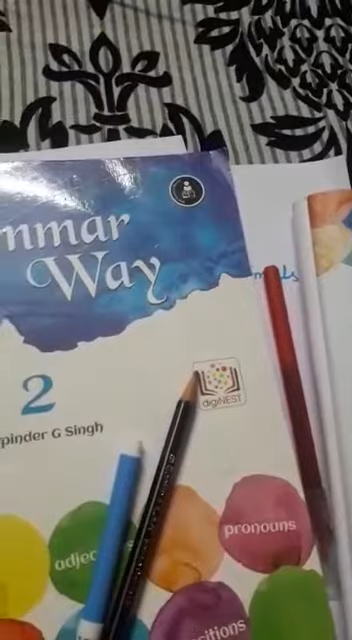 mmar
Way
2
pinder G Singh
digiNEST
pronouns
adjec
sitions